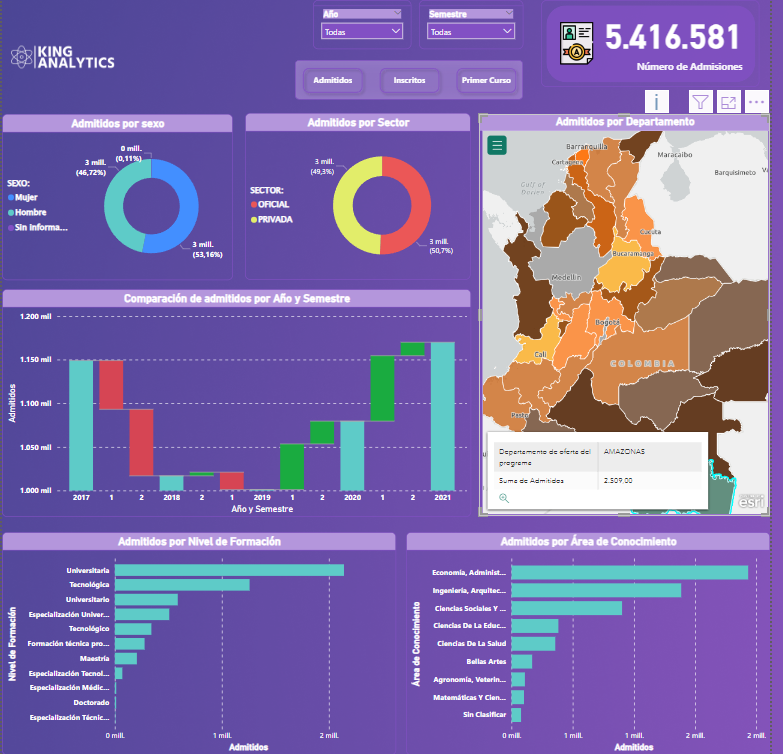 Año
Todas
Semestre
Todas
KING
ANALYTICS
Admitidos
Inscritos
Primer Curso
5.416.581
Número de Admisiones
Admitidos por sexo
0 mill.
(0,11%)
3 mill.
(46,72%)
SEXO:
Mujer
Hombre
Sin Informa...
3 mill.
(53,16%)
Admitidos por Sector
3 mill.
(49,3%)
SECTOR:
OFICIAL
PRIVADA
3 mill.
(50,7%)
Admitidos por Departamento
Barranquilla
Maracaibo
Cartagena
Barquisimeto
Gulf of
Cucuta
Bucaramanga
Medellin
Bogotá
Cali
COLOMBIA
Pasto
Departamento de oferta del
programa
AMAZONAS
Suma de Admitidos
2.309,00
esri
Comparación de admitidos por Año y Semestre
1.200 mil
1.150 mil
1.100 mil
1.050 mil
1.000 mil
Admitidos
2017 1 2 2018 2 1 2019 1 2 2020 1 2 2021
Año y Semestre
Admitidos por Nivel de Formación
Nivel de Formación
Universitaria
Tecnológica
Universitario
Especialización Univer...
Tecnológico
Formación técnica pro...
Maestría
Especialización Tecnol...
Especialización Médic...
Doctorado
Especialización Técnic...
0 mill. 1 mill. 2 mill.
Admitidos
Admitidos por Área de Conocimiento
Área de Conocimiento
Economía, Administ...
Ingeniería, Arquitec...
Ciencias Sociales Y ...
Ciencias De La Educ...
Ciencias De La Salud
Bellas Artes
Agronomía, Veterin...
Matemáticas Y Cien...
Sin Clasificar
0 mill. 1 mill. 1 mill. 2 mill. 2 mill.
Admitidos